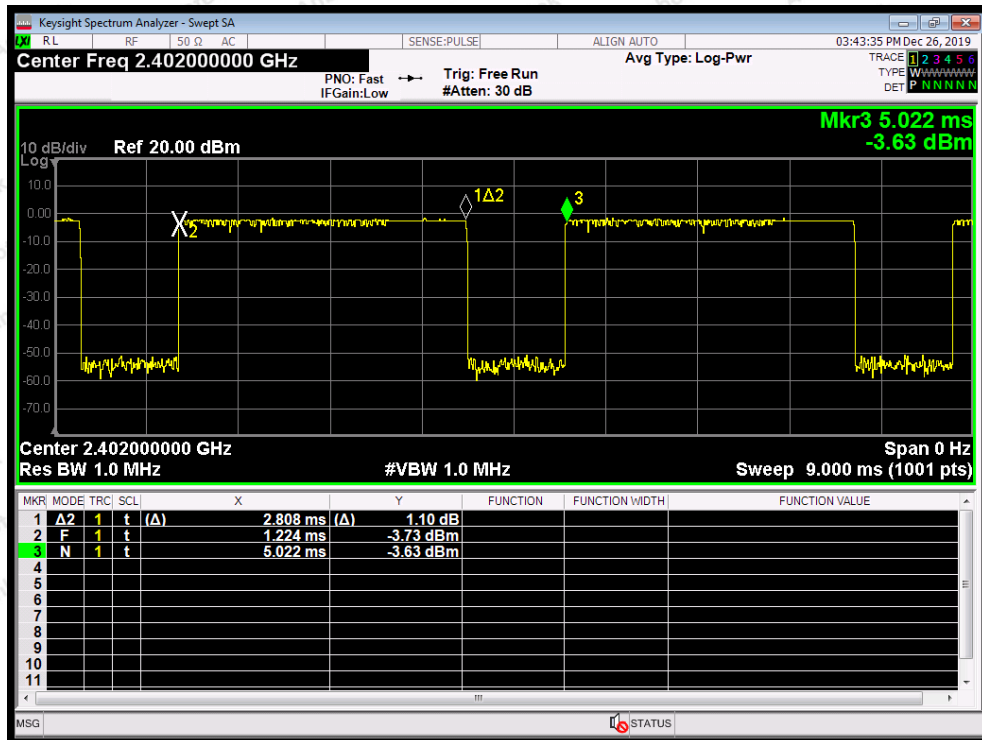 Keysight Spectrum Analyzer - Swept SA
LXI RL RF 50 Ω AC SENSE:PULSE ALIGN AUTO 03:43:35 PM Dec 26, 2019
Center Freq 2.402000000 GHz Avg Type: Log-Pwr TRACE 1 2 3 4 5 6
PNO: Fast Trig: Free Run TYPE WWWWWW
IFGain:Low #Atten: 30 dB DET P N N N N N
Mkr3 5.022 ms
10 dB/div Ref 20.00 dBm -3.63 dBm
Log
10.0
0.00
-10.0
-20.0
-30.0
-40.0
-50.0
-60.0
-70.0
1Δ2
3
2
Center 2.402000000 GHz Span 0 Hz
Res BW 1.0 MHz #VBW 1.0 MHz Sweep 9.000 ms (1001 pts)
MKR MODE TRC SCL X Y FUNCTION FUNCTION WIDTH FUNCTION VALUE
1 Δ2 1 t (Δ) 2.808 ms (Δ) 1.10 dB
2 F 1 t 1.224 ms -3.73 dBm
3 N 1 t 5.022 ms -3.63 dBm
4
5
6
7
8
9
10
11
MSG STATUS